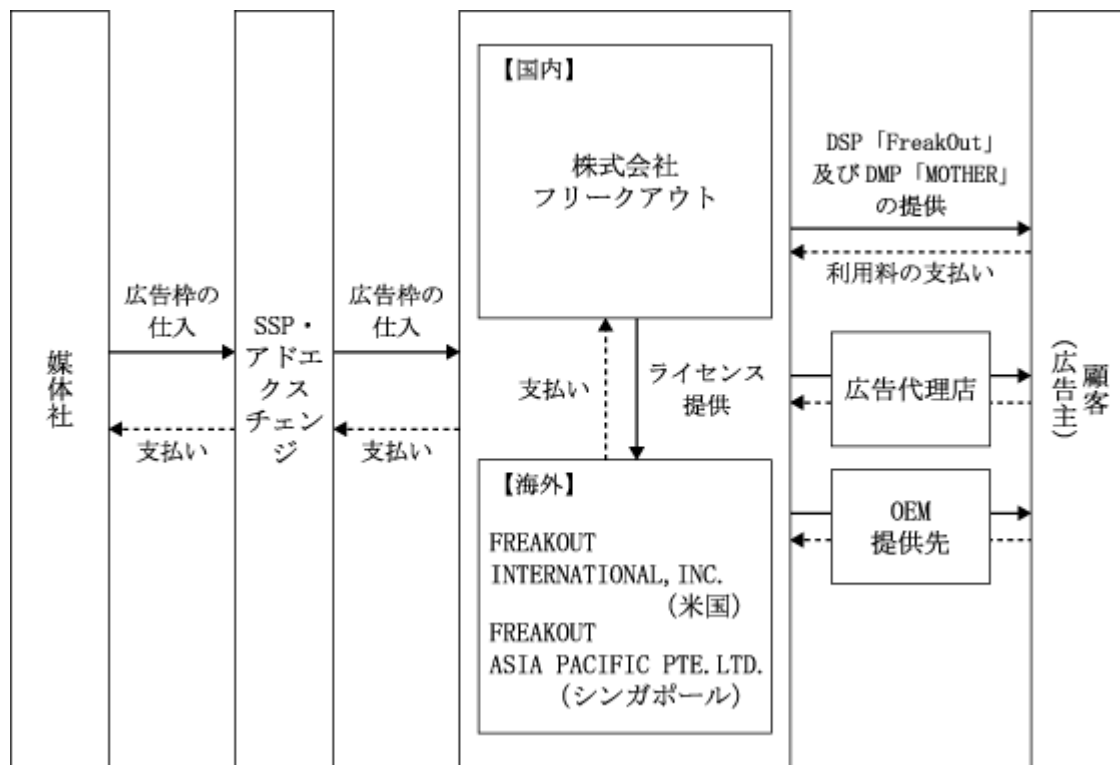 媒体社
広告枠の
仕入
支払い
SSP・
アドエ
クス
チェン
ジ
広告枠の
仕入
支払い
【国内】
株式会社
フリークアウト
支払い
ライセンス
提供
【海外】
FREAKOUT
INTERNATIONAL,INC.
(米国)
FREAKOUT
ASIA PACIFIC PTE.LTD.
(シンガポール)
DSP「FreakOut」
及びDMP「MOTHER」
の提供
利用料の支払い
広告代理店
OEM
提供先
顧客
(広告主)